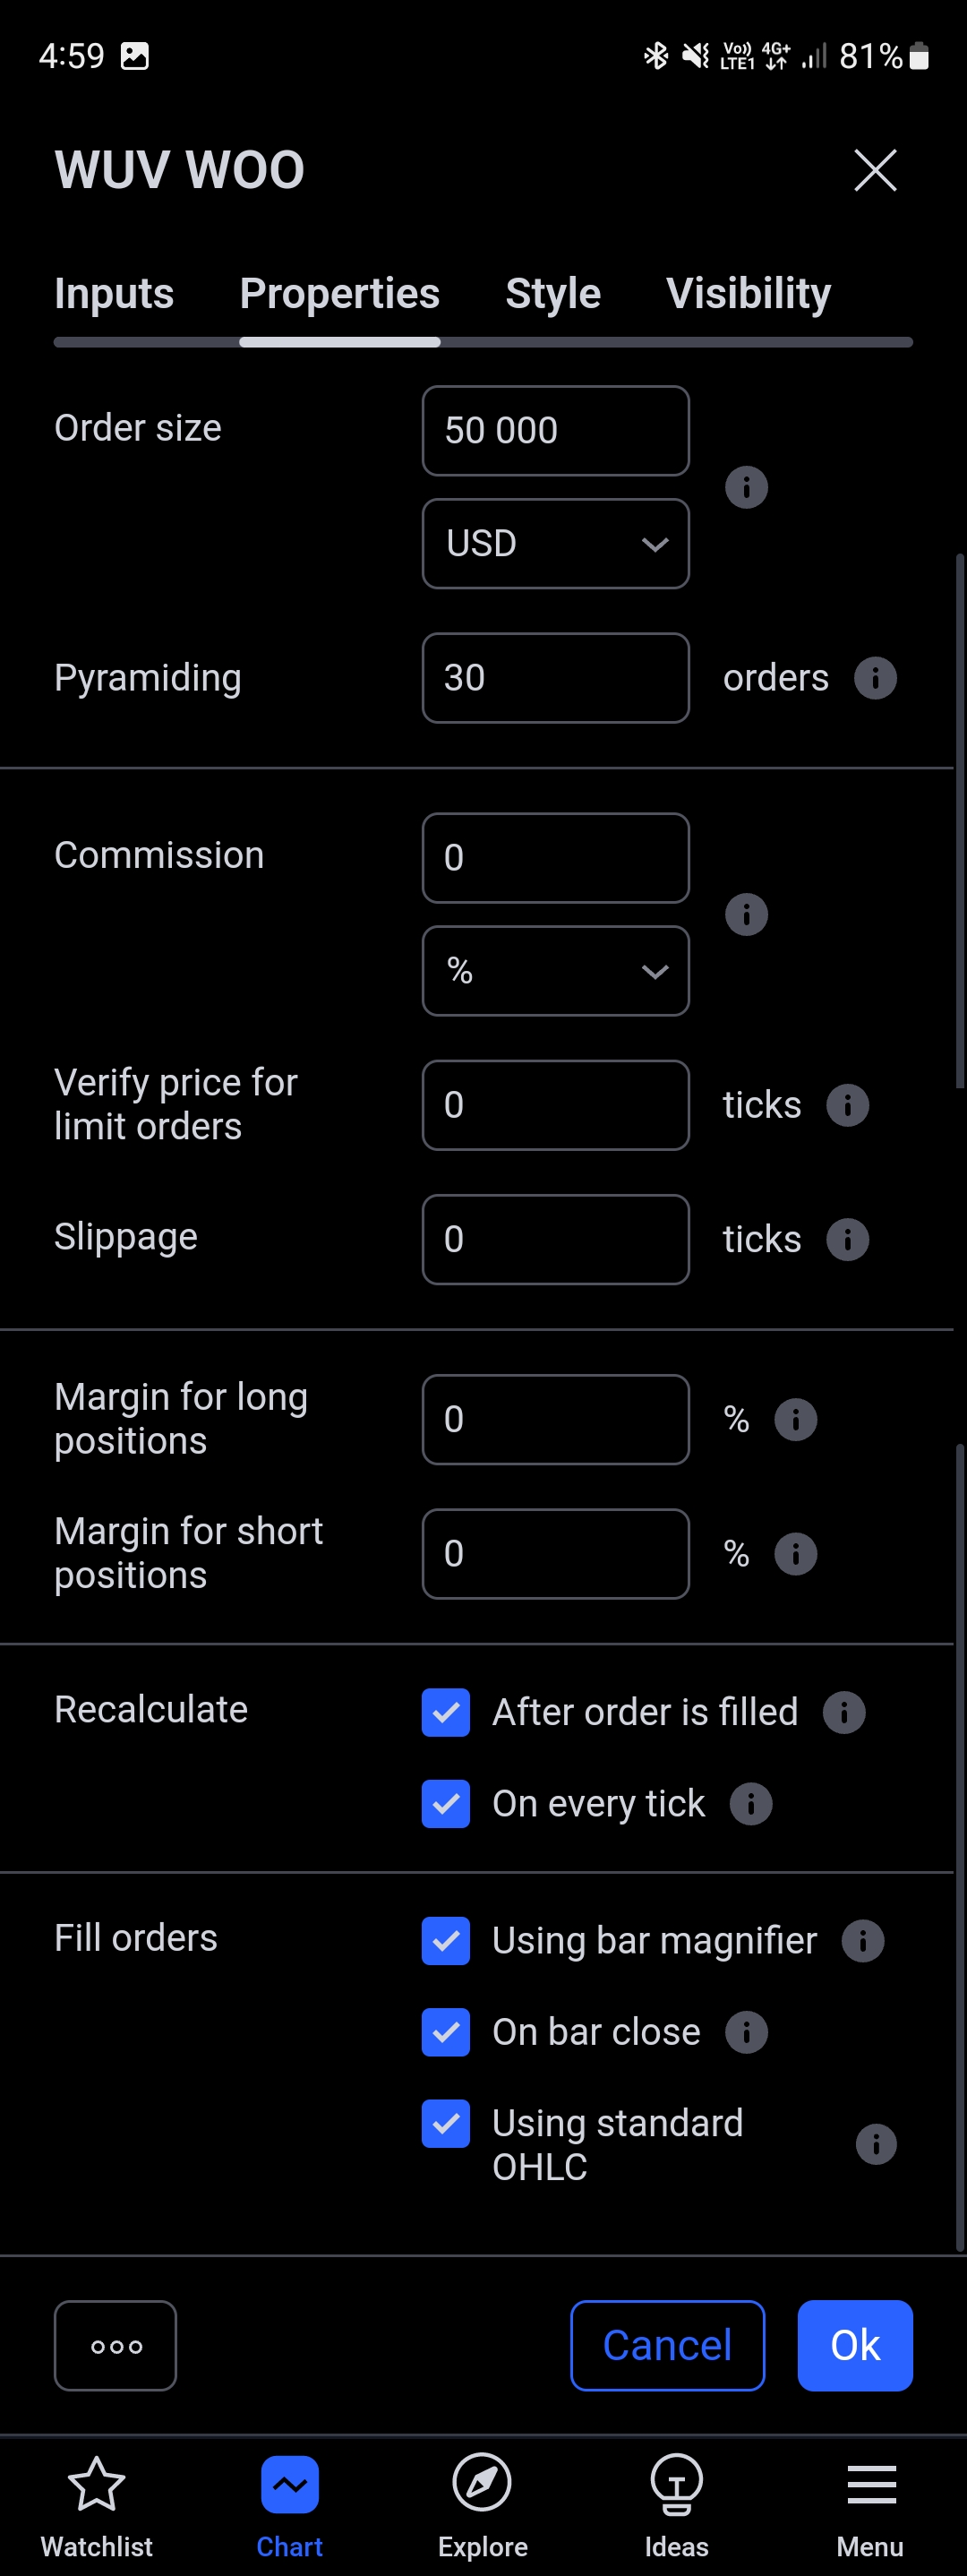 4:59 Vo)) LTE1 4G+ 81%
WUV WOO
Inputs Properties Style Visibility
Order size 50 000
USD
Pyramiding 30 orders
Commission 0
%
Verify price for
limit orders 0 ticks
Slippage 0 ticks
Margin for long
positions 0 %
Margin for short
positions 0 %
Recalculate After order is filled
On every tick
Fill orders Using bar magnifier
On bar close
Using standard
OHLC
Cancel Ok
Watchlist Chart Explore Ideas Menu